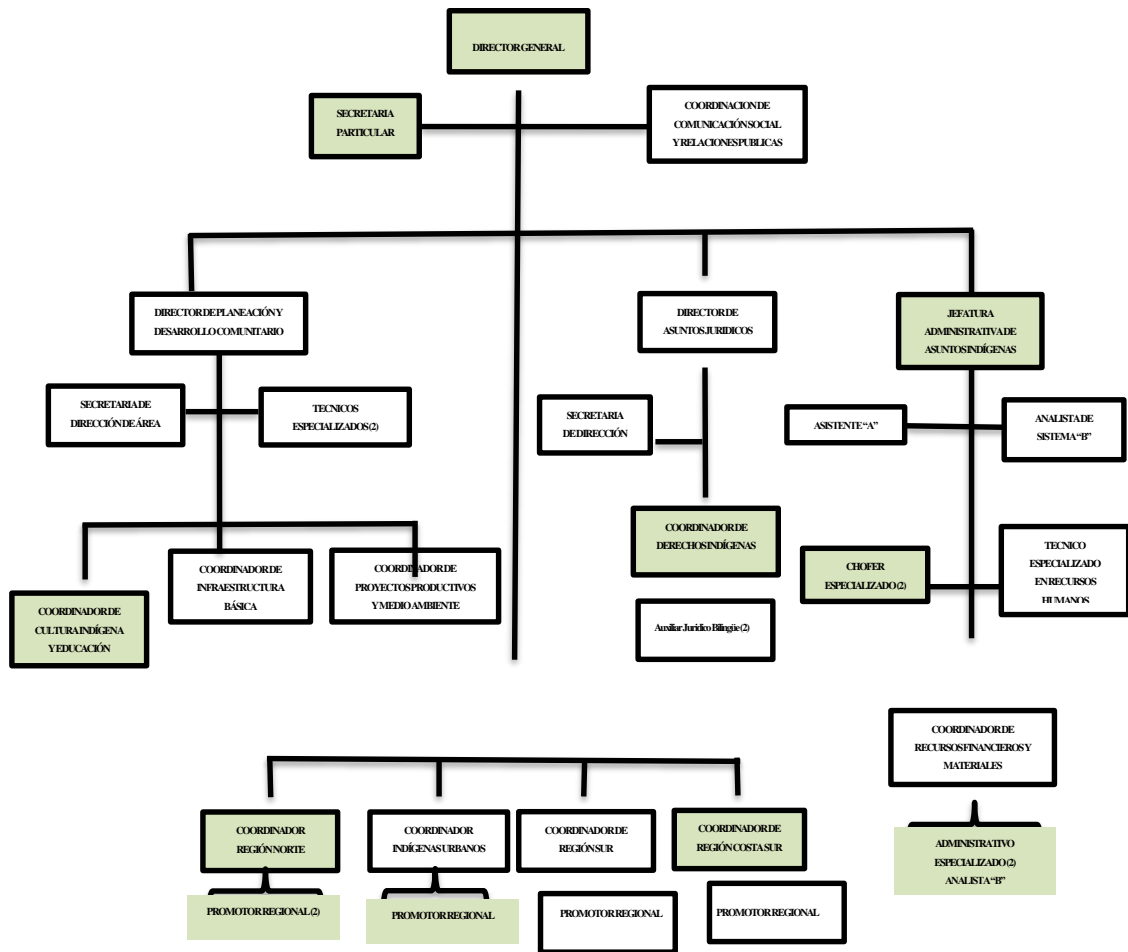 DIRECTOR GENERAL
SECRETARIA
PARTICULAR
COORDINACION DE
COMUNICACIÓN SOCIAL
Y RELACIONES PUBLICAS
DIRECTOR DE PLANEACIÓN Y
DESARROLLO COMUNITARIO
DIRECTOR DE
ASUNTOS JURIDICOS
JEFATURA
ADMINISTRATIVA DE
ASUNTOS INDÍGENAS
SECRETARIA DE
DIRECCIÓN DE ÁREA
TECNICOS
ESPECIALIZADOS (2)
SECRETARIA
DE DIRECCIÓN
ASISTENTE "A"
ANALISTA DE
SISTEMA "B"
COORDINADOR DE
CULTURA INDÍGENA
Y EDUCACIÓN
COORDINADOR DE
INFRAESTRUCTURA
BÁSICA
COORDINADOR DE
PROYECTOS PRODUCTIVOS
Y MEDIO AMBIENTE
COORDINADOR DE
DERECHOS INDÍGENAS
Auxiliar Jurídico Bilingüe (2)
CHOFER
ESPECIALIZADO (2)
TECNICO
ESPECIALIZADO
EN RECURSOS
HUMANOS
COORDINADOR DE
RECURSOS FINANCIEROS Y
MATERIALES
ADMINISTRATIVO
ESPECIALIZADO (2)
ANALISTA "B"
COORDINADOR
REGIÓN NORTE
COORDINADOR
INDÍGENAS URBANOS
COORDINADOR DE
REGIÓN SUR
COORDINADOR DE
REGIÓN COSTA SUR
PROMOTOR REGIONAL (2)
PROMOTOR REGIONAL
PROMOTOR REGIONAL
PROMOTOR REGIONAL